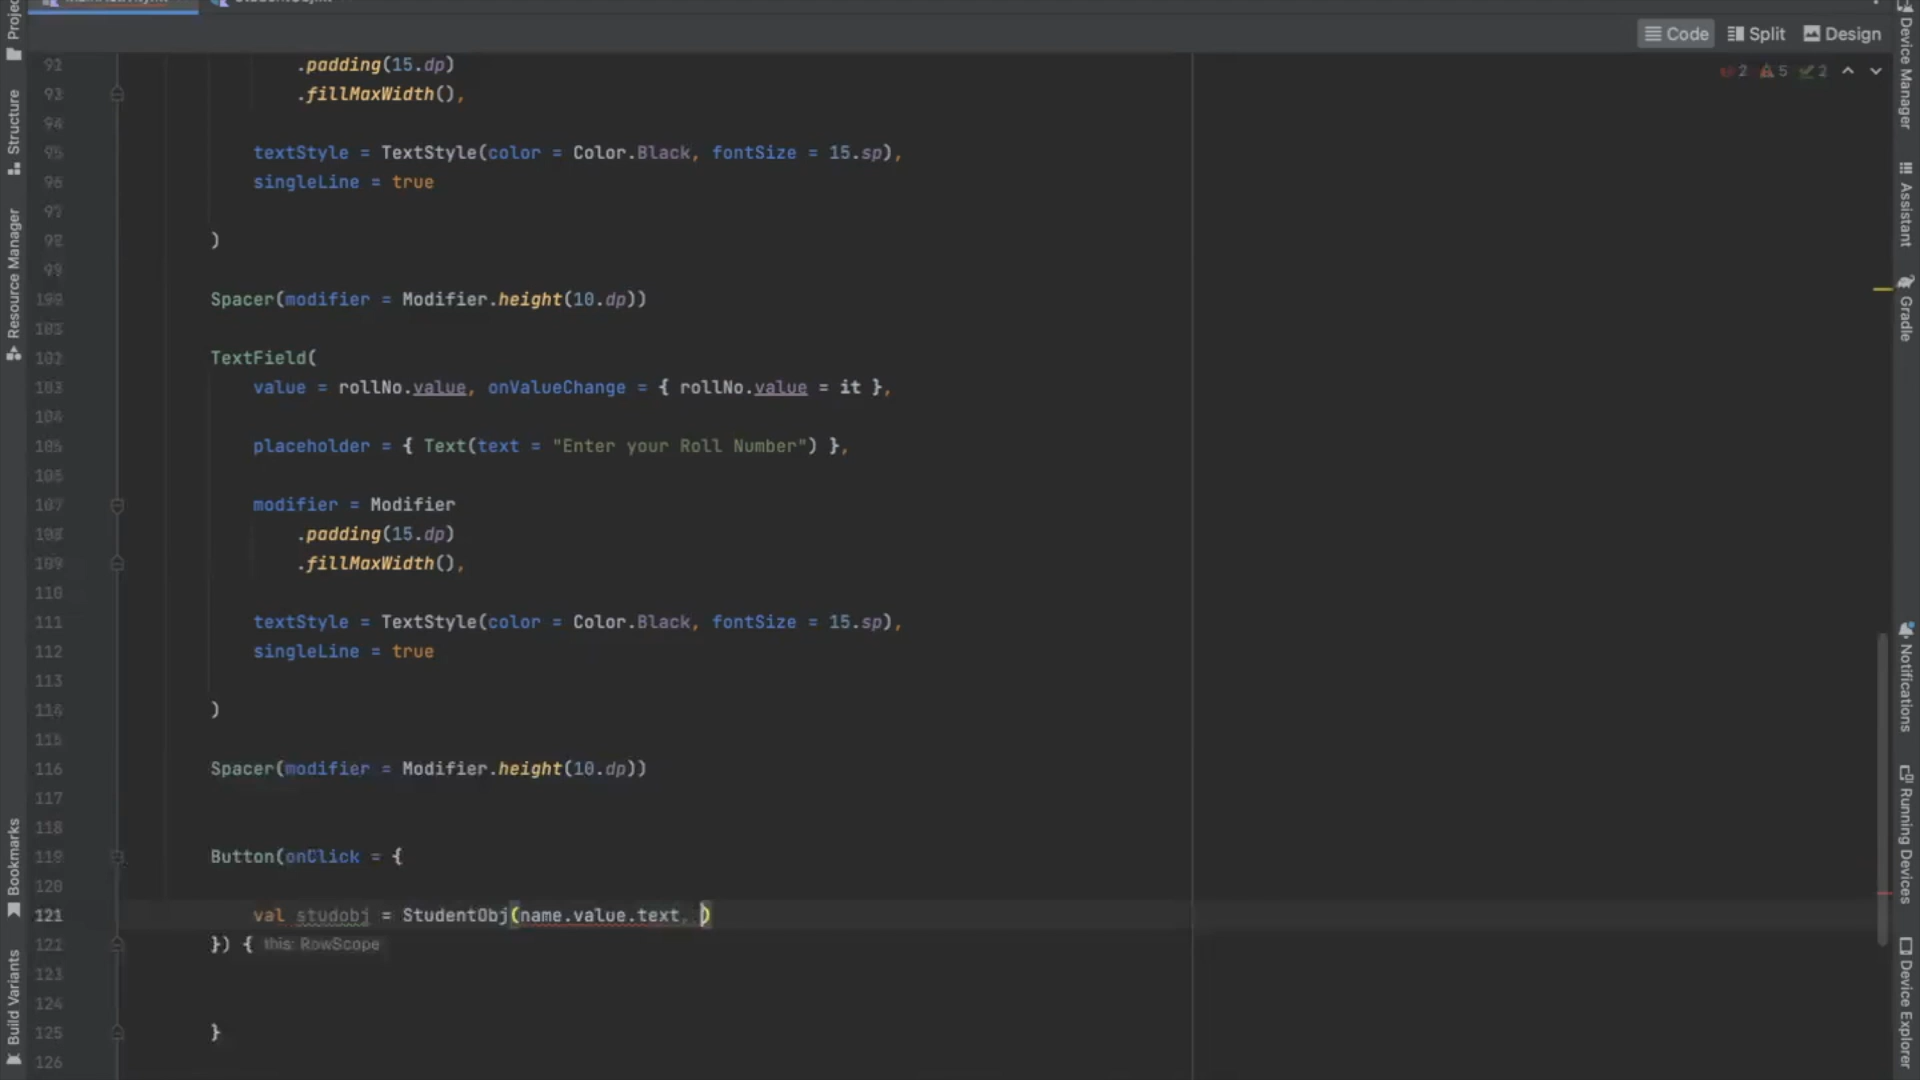 Code Split Design
92 .padding(15.dp)
2 5 2
93 .fillMaxWidth(),
94
95 textStyle = TextStyle(color = Color.Black, fontSize = 15.sp),
96 singleLine = true
97
98 )
99
100 Spacer(modifier = Modifier.height(10.dp))
101
102 TextField(
103 value = rollNo.value, onValueChange = { rollNo.value = it },
104
105 placeholder = { Text(text = "Enter your Roll Number") },
106
107 modifier = Modifier
108 .padding(15.dp)
109 .fillMaxWidth(),
110
111 textStyle = TextStyle(color = Color.Black, fontSize = 15.sp),
112 singleLine = true
113
114 )
115
116 Spacer(modifier = Modifier.height(10.dp))
117
118
119 Button(onClick = {
120
121 val studobj = StudentObj(name.value.text, )
122 }) { this: RowScope
123
124
125 }
126
Resource Manager
Structure
Bookmarks
Build Variants
Device Manager
Assistant
Gradle
Notifications
Running Devices
Device Explorer